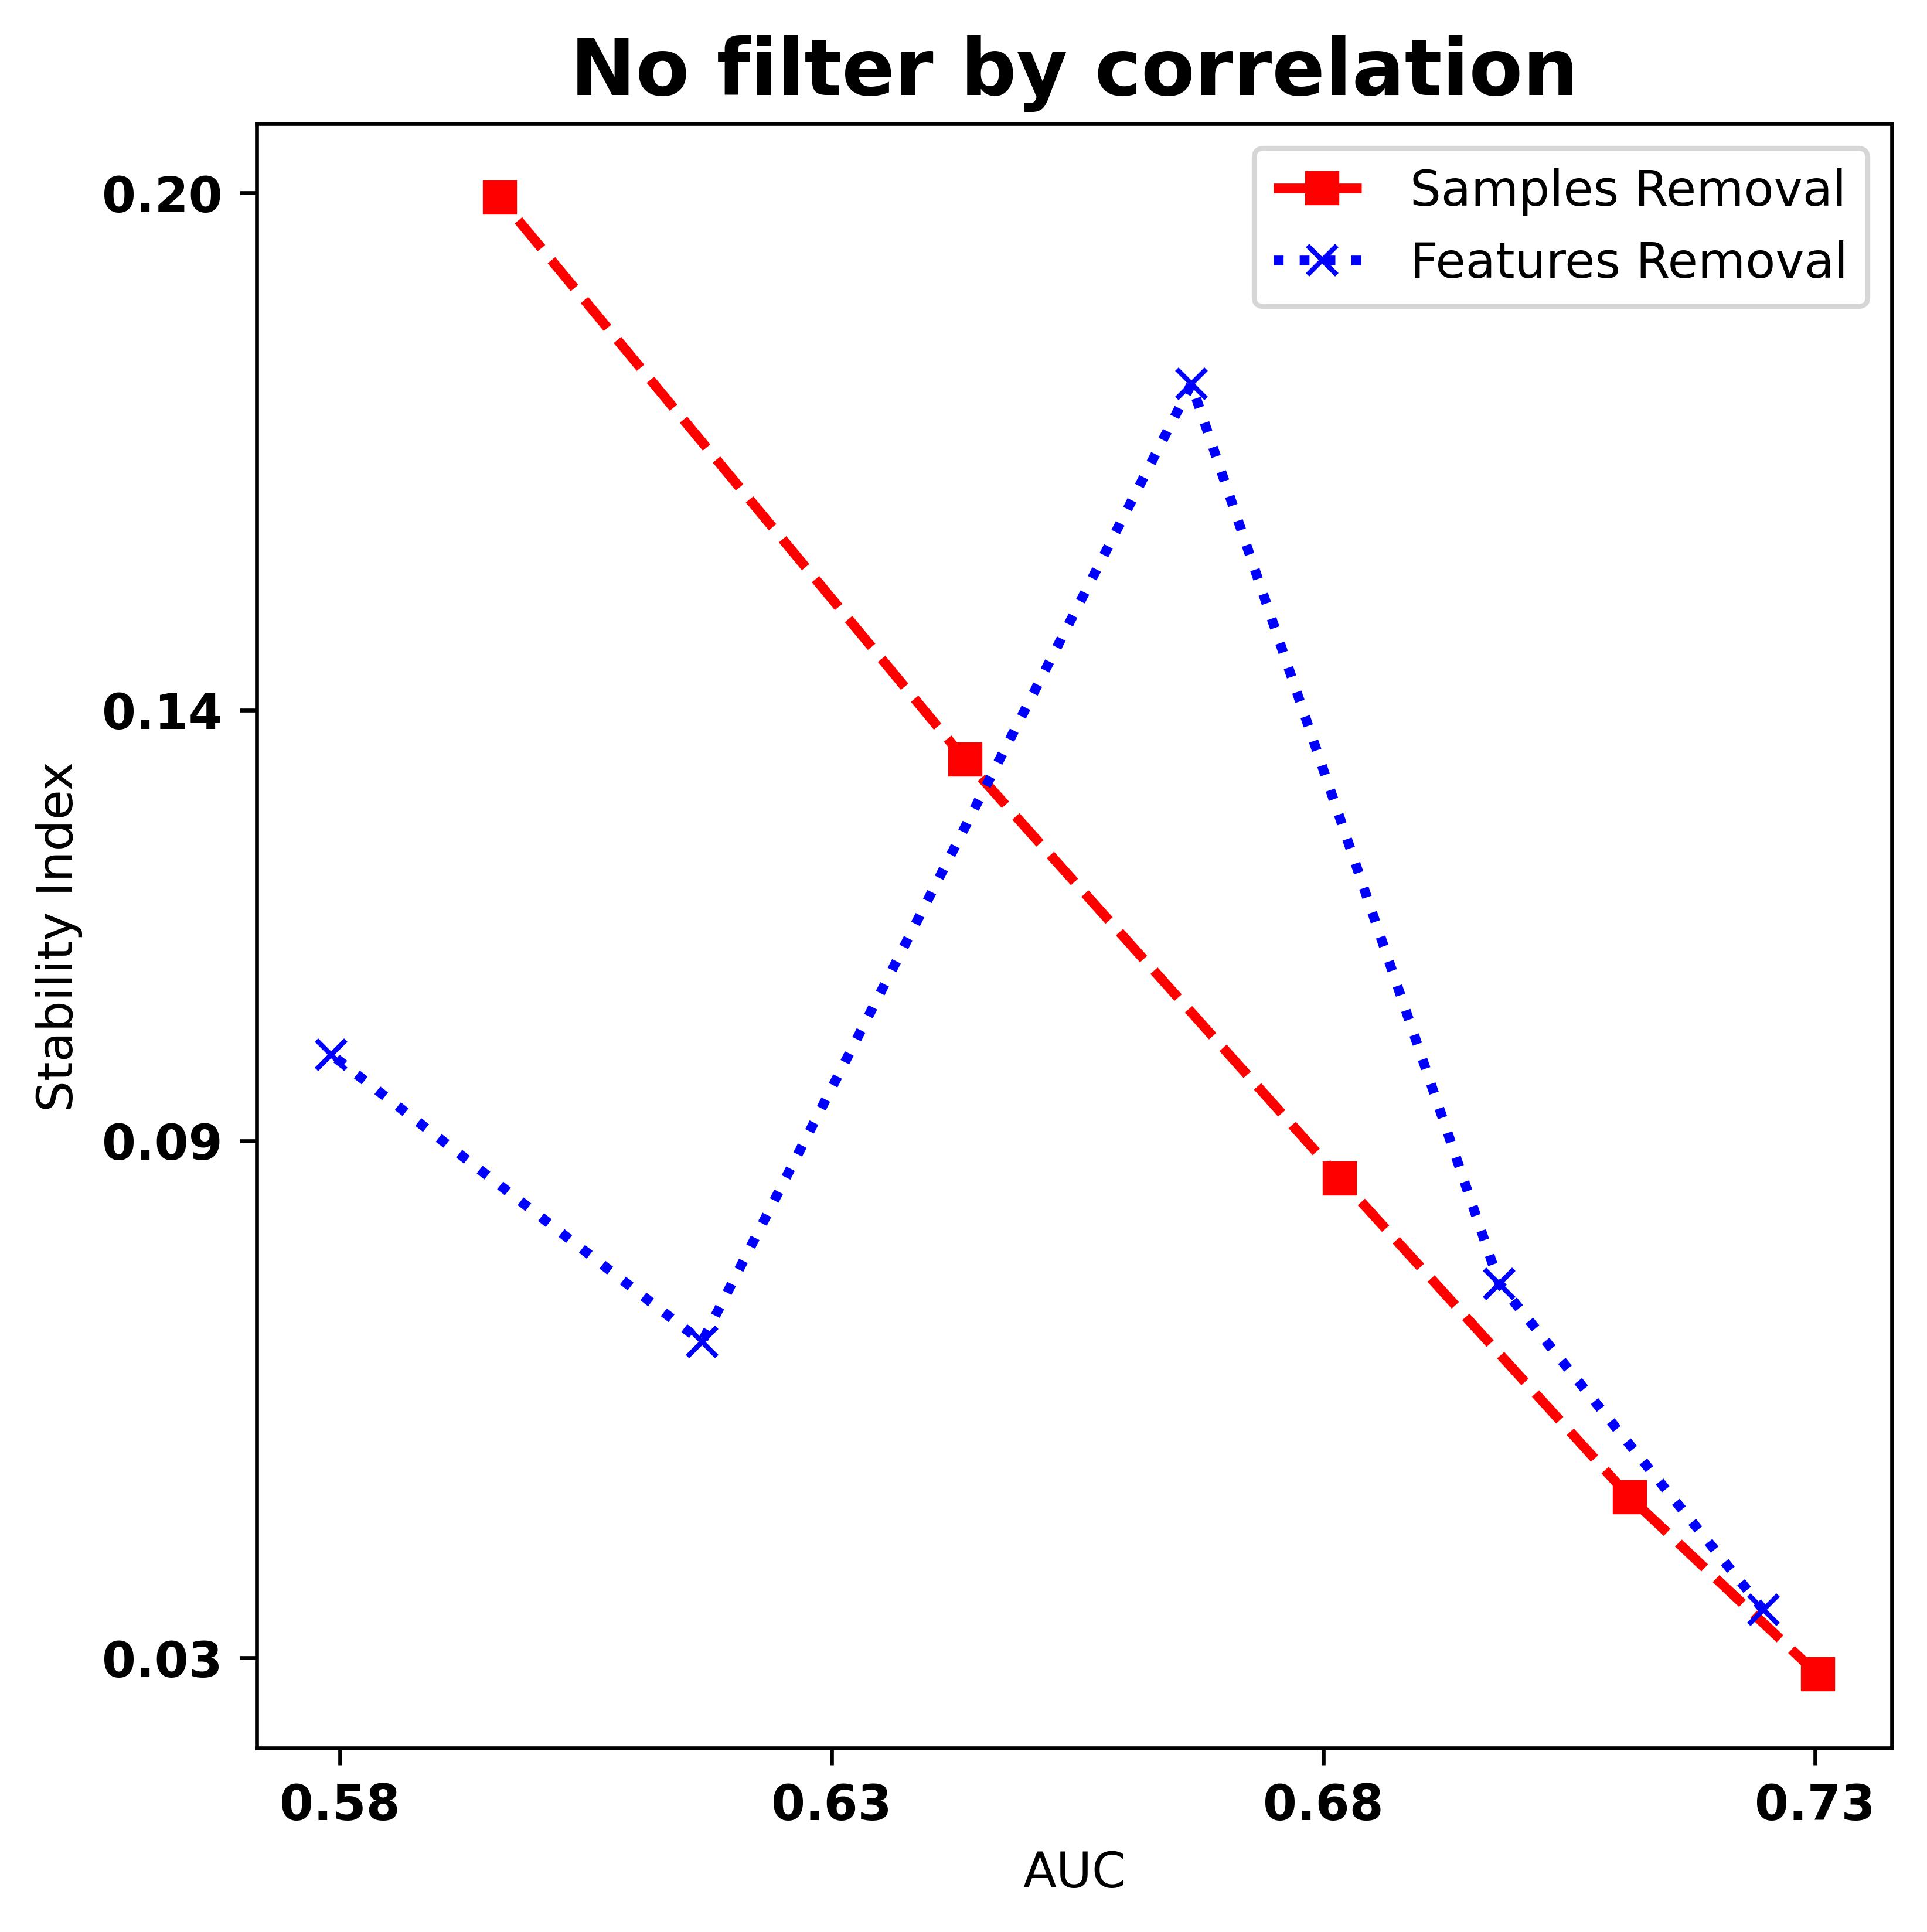 No filter by correlation
Samples Removal
Features Removal
0.20
0.14
0.09
0.03
Stability Index
0.58 0.63 0.68 0.73
AUC